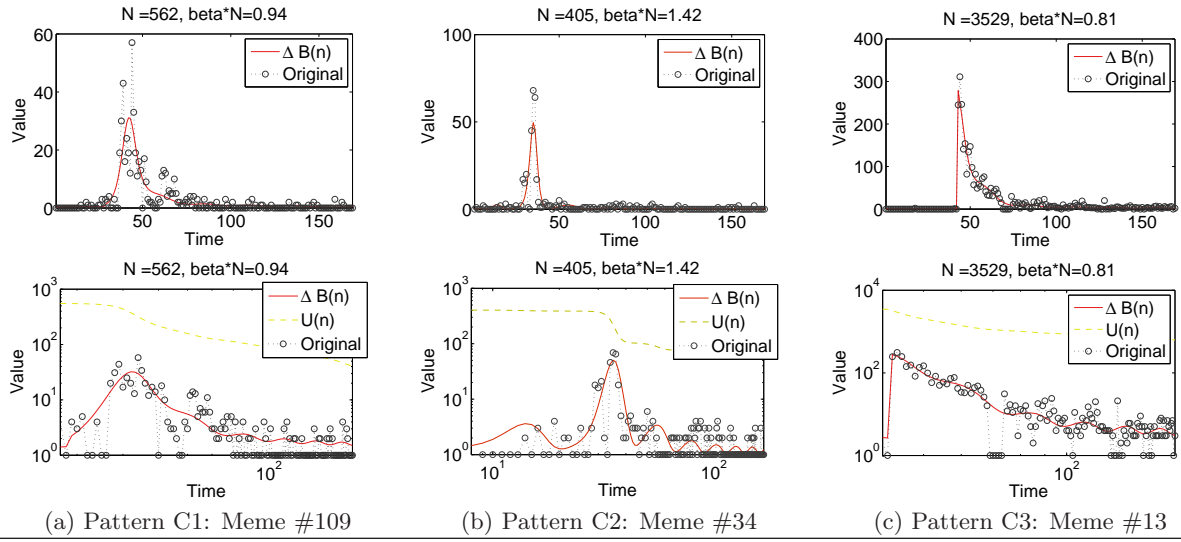 N =562, beta*N=0.94
60
40
20
0
50
100
150
Value
Time
Δ B(n)
Original
N =405, beta*N=1.42
100
50
0
50
100
150
Value
Time
Δ B(n)
Original
N =3529, beta*N=0.81
400
300
200
100
0
50
100
150
Value
Time
Δ B(n)
Original
N =562, beta*N=0.94
10^3
10^2
10^1
10^0
10^2
Value
Time
Δ B(n)
U(n)
Original
N =405, beta*N=1.42
10^3
10^2
10^1
10^0
10^1
10^2
Value
Time
Δ B(n)
U(n)
Original
N =3529, beta*N=0.81
10^4
10^2
10^0
10^2
Value
Time
Δ B(n)
U(n)
Original
(a) Pattern C1: Meme #109
(b) Pattern C2: Meme #34
(c) Pattern C3: Meme #13